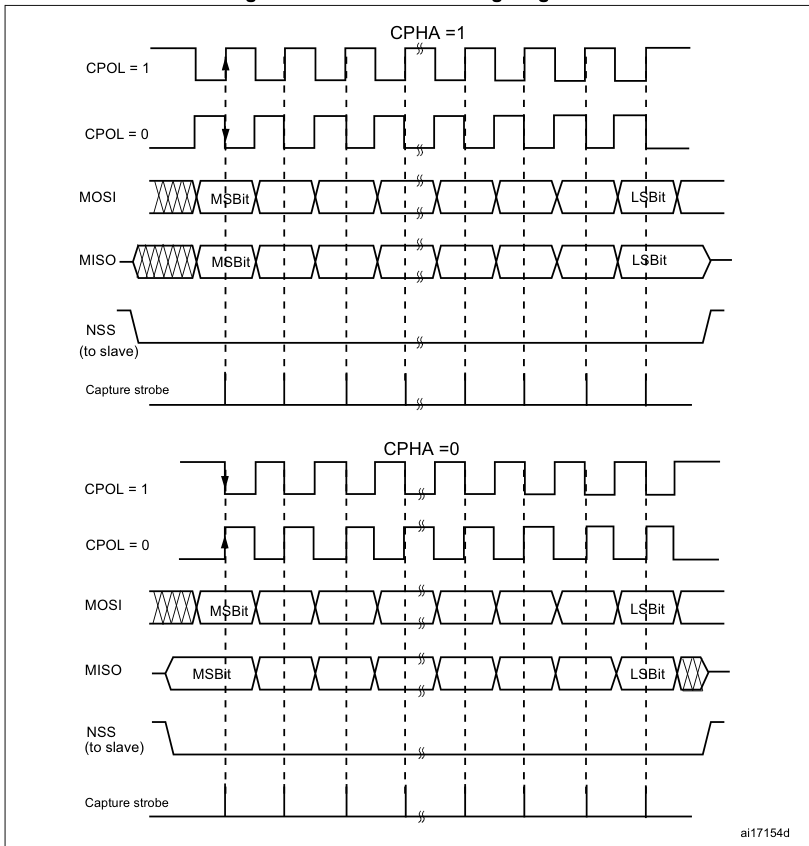 CPHA =1
CPOL = 1
CPOL = 0
MOSI MSBit LSBit
MISO MSBit LSBit
NSS
(to slave)
Capture strobe
CPHA =0
CPOL = 1
CPOL = 0
MOSI MSBit LSBit
MISO MSBit LSBit
NSS
(to slave)
Capture strobe
ai17154d